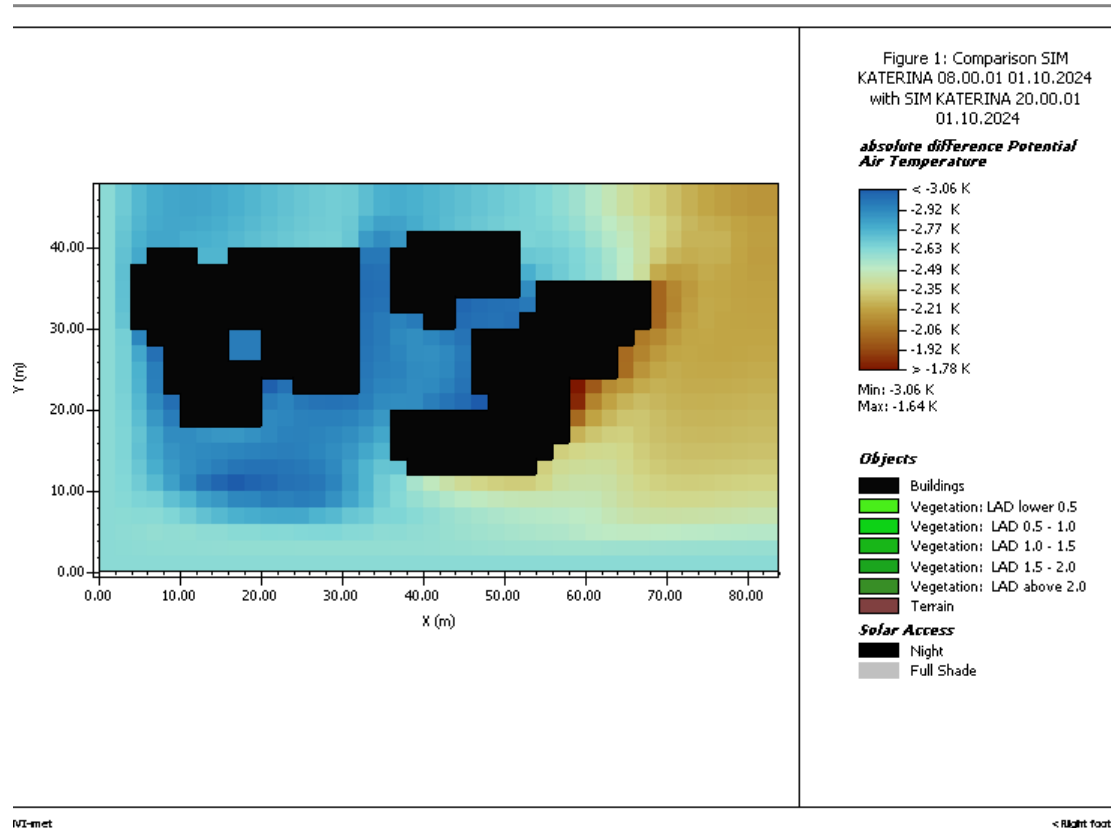 Figure 1: Comparison SIM
KATERINA 08.00.01 01.10.2024
with SIM KATERINA 20.00.01
01.10.2024
absolute difference Potential
Air Temperature
< -3.06 K
-2.92 K
-2.77 K
-2.63 K
-2.49 K
-2.35 K
-2.21 K
-2.06 K
-1.92 K
> -1.78 K
Min: -3.06 K
Max: -1.64 K
Objects
Buildings
Vegetation: LAD lower 0.5
Vegetation: LAD 0.5 - 1.0
Vegetation: LAD 1.0 - 1.5
Vegetation: LAD 1.5 - 2.0
Vegetation: LAD above 2.0
Terrain
Solar Access
Night
Full Shade
Y (m)
40.00
30.00
20.00
10.00
0.00
0.00 10.00 20.00 30.00 40.00 50.00 60.00 70.00 80.00
X (m)
VI-met
< Right foot